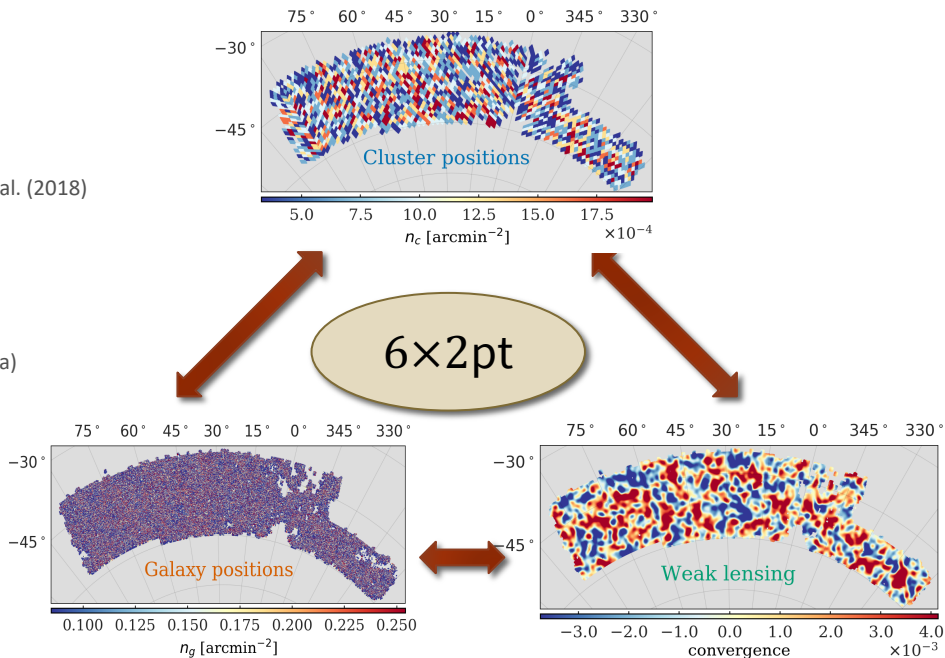 75° 60° 45° 30° 15° 0° 345° 330°
−30°
−45°
Cluster positions
al. (2018)
5.0 7.5 10.0 12.5 15.0 17.5
×10⁻⁴
n_c [arcmin⁻²]
6×2pt
a)
75° 60° 45° 30° 15° 0° 345° 330°
−30°
−45°
Galaxy positions
0.100 0.125 0.150 0.175 0.200 0.225 0.250
n_g [arcmin⁻²]
75° 60° 45° 30° 15° 0° 345° 330°
−30°
−45°
Weak lensing
−3.0 −2.0 −1.0 0.0 1.0 2.0 3.0 4.0
×10⁻³
convergence